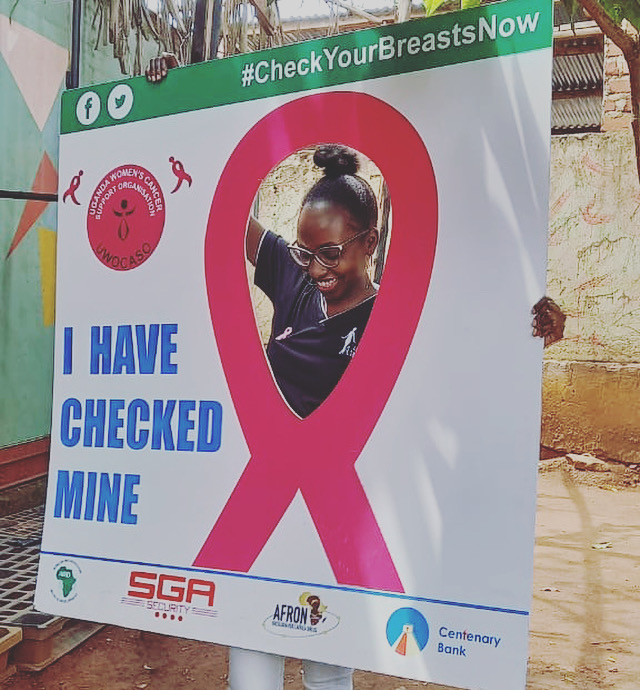 #CheckYourBreastsNow
UGANDA WOMEN'S CANCER
SUPPORT ORGANISATION
UWOCASO
I HAVE
CHECKED
MINE
SGA
SECURITY
AFRON
Centenary
Bank